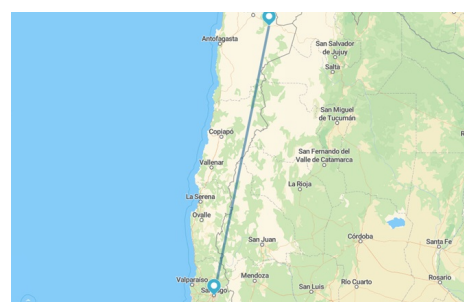 Antofagasta
San Salvador
de Jujuy
Salta
San Miguel
de Tucumán
Copiapó
San Fernando del
Valle de Catamarca
Vallenar
La Rioja
La Serena
Ovalle
Córdoba
San Juan
Santa Fe
Valparaíso
Mendoza
Rosario
San Luis
Río Cuarto